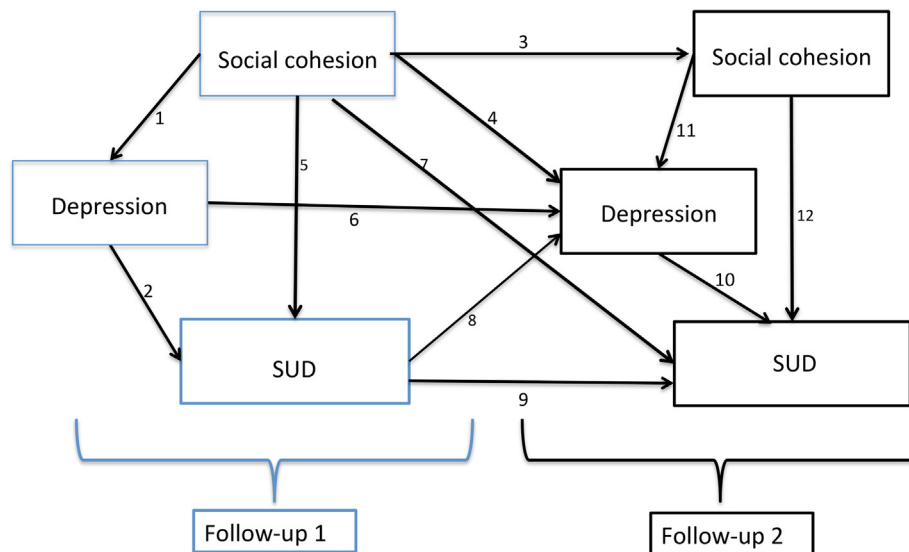 Social cohesion
3
Social cohesion
1
4
11
5
7
Depression
6
Depression
12
2
10
8
SUD
SUD
9
Follow-up 1
Follow-up 2